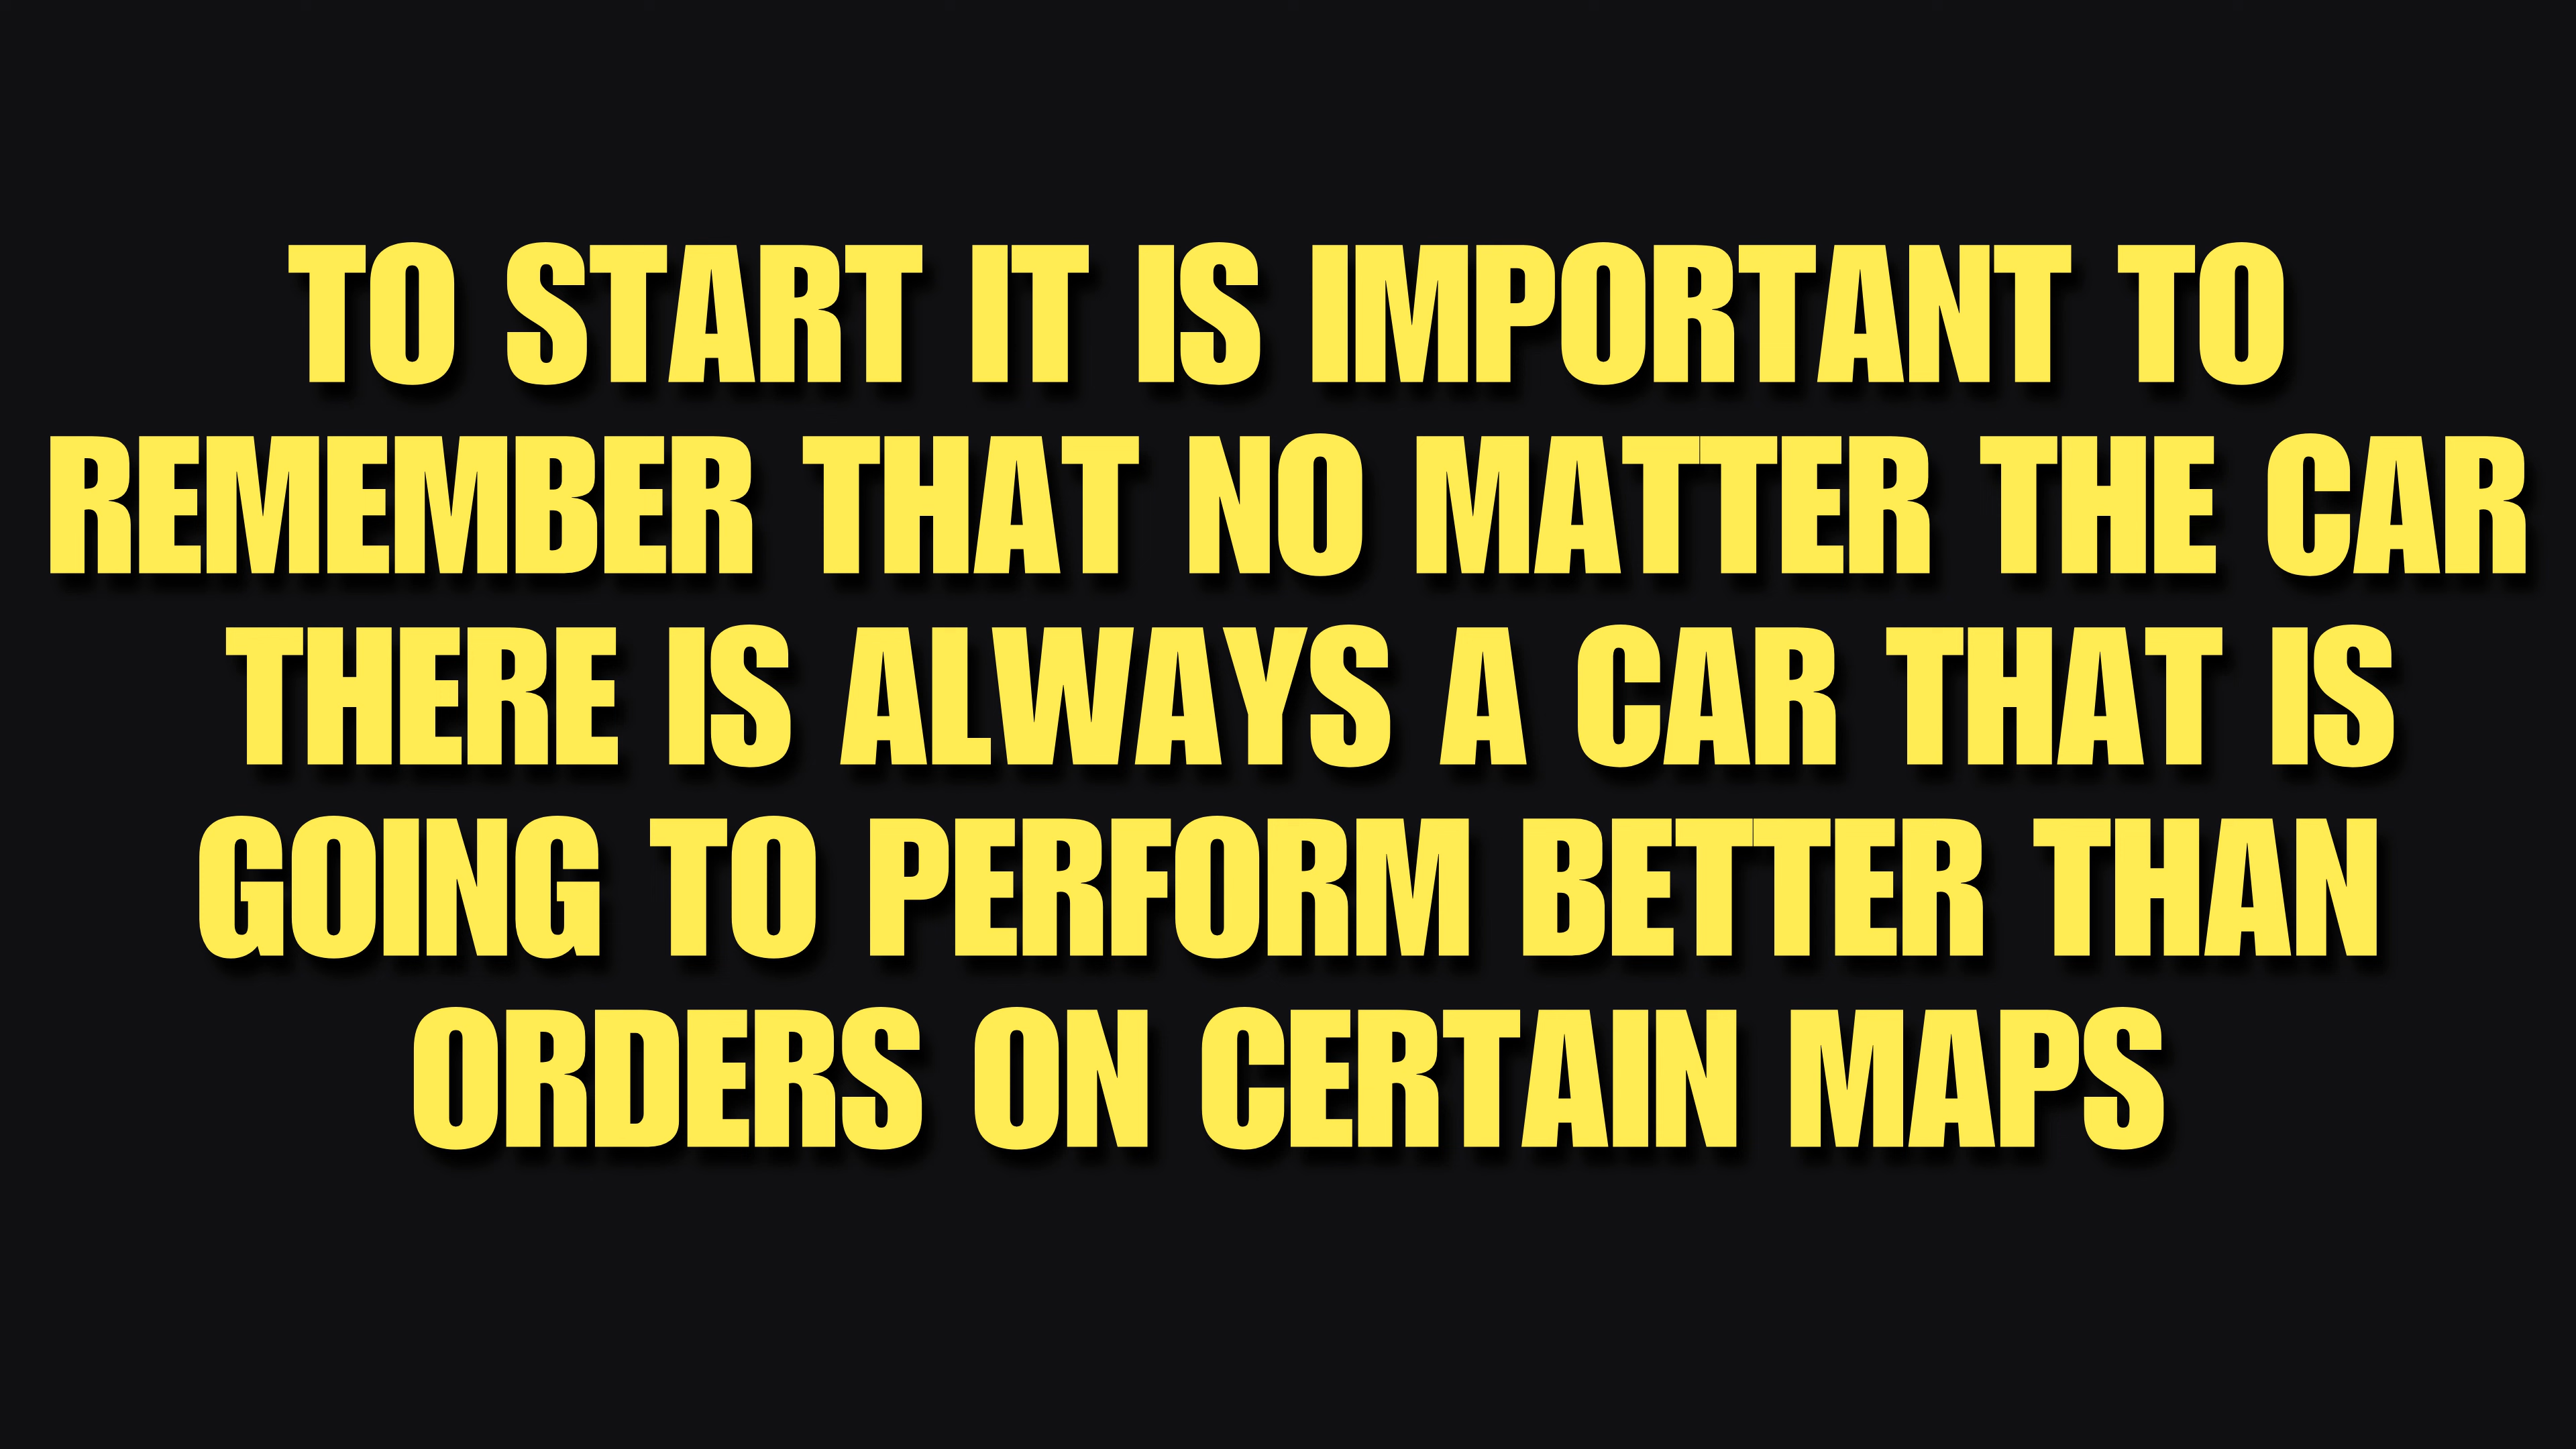 TO START IT IS IMPORTANT TO
REMEMBER THAT NO MATTER THE CAR
THERE IS ALWAYS A CAR THAT IS
GOING TO PERFORM BETTER THAN
ORDERS ON CERTAIN MAPS